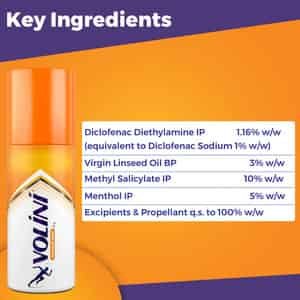 Key Ingredients
Diclofenac Diethylamine IP 1.16% w/w
(equivalent to Diclofenac Sodium 1% w/w)
Virgin Linseed Oil BP 3% w/w
Methyl Salicylate IP 10% w/w
Menthol IP 5% w/w
Excipients & Propellant q.s. to 100% w/w
VOLINI